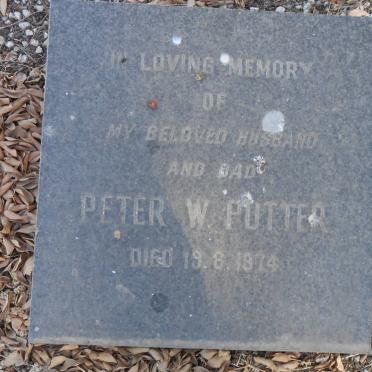 IN LOVING MEMORY
OF
MY BELOVED HUSBAND
AND DAD
PETER W. POTTER
DIED 19.8.1974